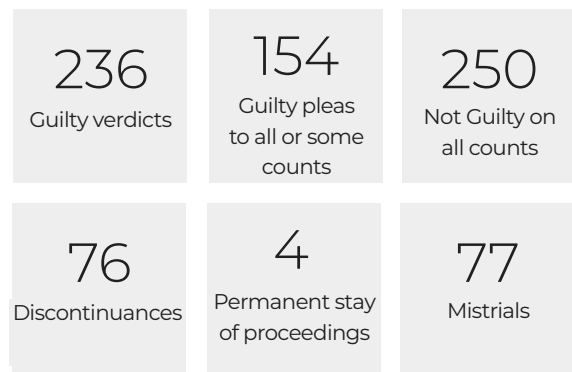 236
Guilty verdicts
154
Guilty pleas
to all or some
counts
250
Not Guilty on
all counts
76
Discontinuances
4
Permanent stay
of proceedings
77
Mistrials